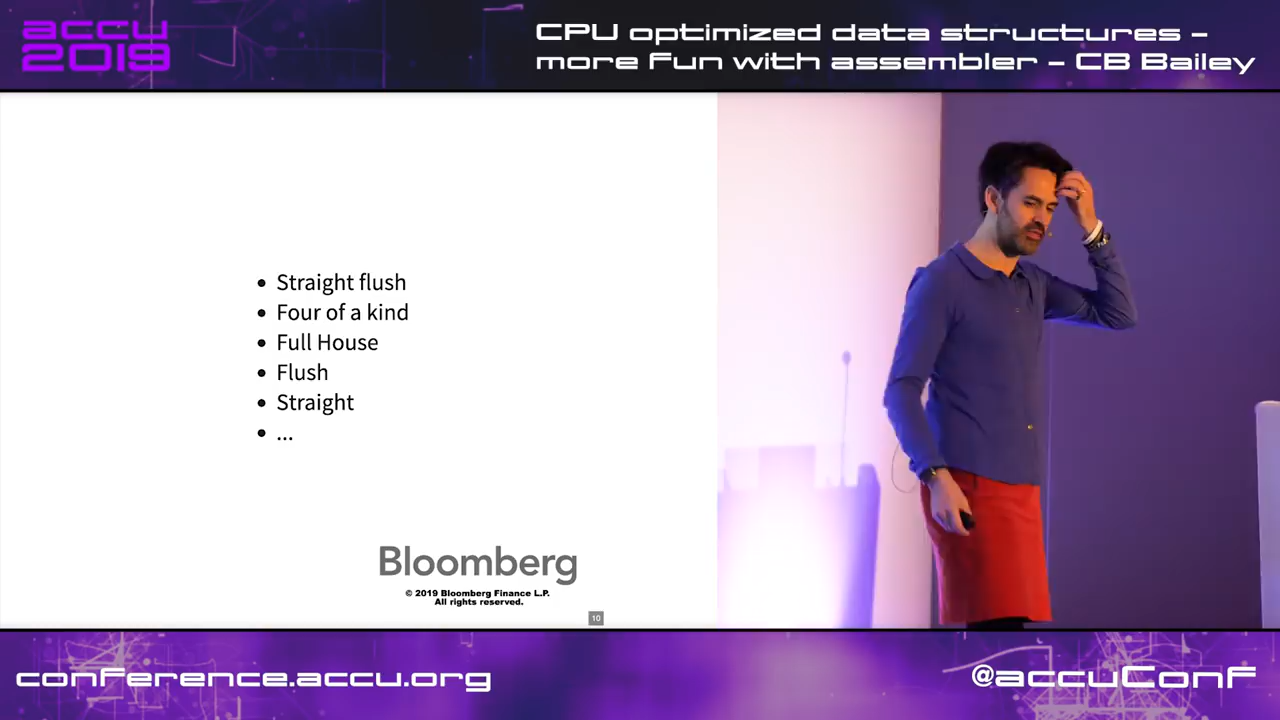 accu
2019
CPU optimized data structures –
more fun with assembler – CB Bailey
• Straight flush
• Four of a kind
• Full House
• Flush
• Straight
• ...
Bloomberg
© 2019 Bloomberg Finance L.P.
All rights reserved.
10
conference.accu.org
@accuConf